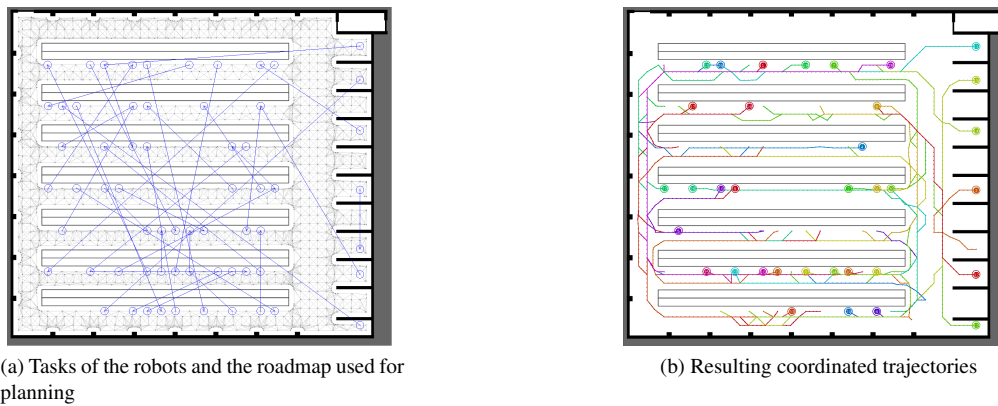 (a) Tasks of the robots and the roadmap used for
planning
(b) Resulting coordinated trajectories